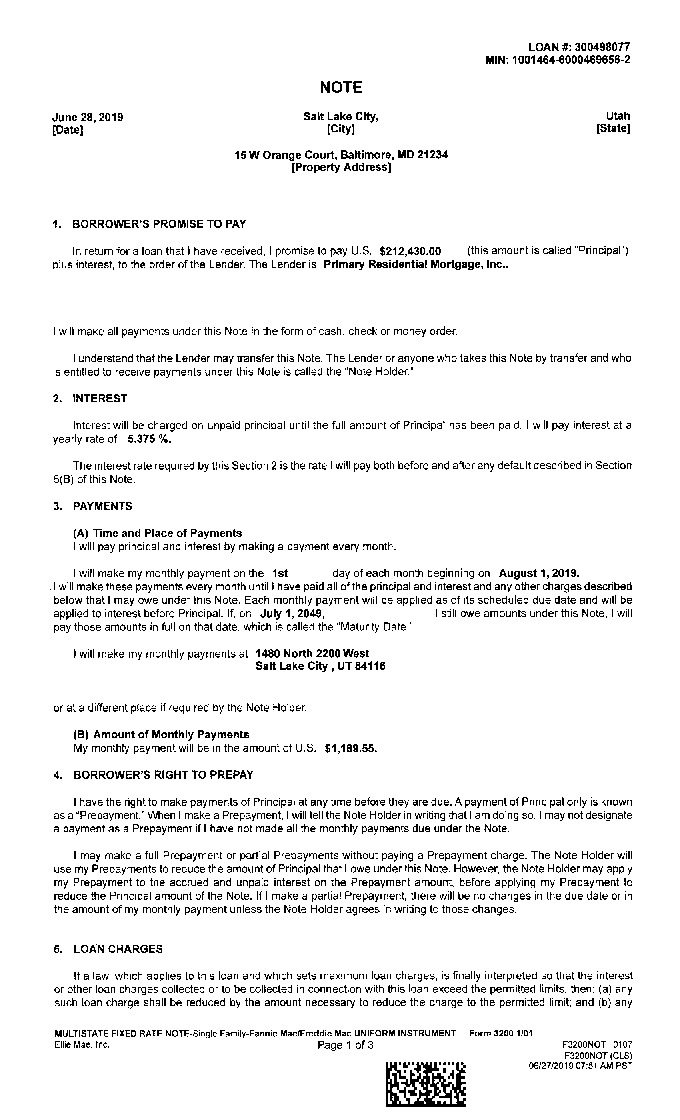 LOAN #: 300498077
MIN: 1001464-6000469656-2
NOTE
June 28, 2019 Salt Lake City, Utah
[Date] [City] [State]
15 W Orange Court, Baltimore, MD 21234
[Property Address]
1. BORROWER'S PROMISE TO PAY
In return for a loan that I have received, I promise to pay U.S. $212,430.00 (this amount is called "Principal")
plus interest, to the order of the Lender. The Lender is Primary Residential Mortgage, Inc..
I will make all payments under this Note in the form of cash, check or money order.
I understand that the Lender may transfer this Note. The Lender or anyone who takes this Note by transfer and who
is entitled to receive payments under this Note is called the "Note Holder."
2. INTEREST
Interest will be charged on unpaid principal until the full amount of Principal has been paid. I will pay interest at a
yearly rate of 5.375 %.
The interest rate required by this Section 2 is the rate I will pay both before and after any default described in Section
6(B) of this Note.
3. PAYMENTS
(A) Time and Place of Payments
I will pay principal and interest by making a payment every month.
I will make my monthly payment on the 1st day of each month beginning on August 1, 2019.
I will make these payments every month until I have paid all of the principal and interest and any other charges described
below that I may owe under this Note. Each monthly payment will be applied as of its scheduled due date and will be
applied to interest before Principal. If, on July 1, 2049, I still owe amounts under this Note, I will
pay those amounts in full on that date, which is called the "Maturity Date."
I will make my monthly payments at 1480 North 2200 West
Salt Lake City , UT 84116
or at a different place if required by the Note Holder.
(B) Amount of Monthly Payments
My monthly payment will be in the amount of U.S. $1,189.55.
4. BORROWER'S RIGHT TO PREPAY
I have the right to make payments of Principal at any time before they are due. A payment of Principal only is known
as a "Prepayment." When I make a Prepayment, I will tell the Note Holder in writing that I am doing so. I may not designate
a payment as a Prepayment if I have not made all the monthly payments due under the Note.
I may make a full Prepayment or partial Prepayments without paying a Prepayment charge. The Note Holder will
use my Prepayments to reduce the amount of Principal that I owe under this Note. However, the Note Holder may apply
my Prepayment to the accrued and unpaid interest on the Prepayment amount, before applying my Prepayment to
reduce the Principal amount of the Note. If I make a partial Prepayment, there will be no changes in the due date or in
the amount of my monthly payment unless the Note Holder agrees in writing to those changes.
5. LOAN CHARGES
If a law, which applies to this loan and which sets maximum loan charges, is finally interpreted so that the interest
or other loan charges collected or to be collected in connection with this loan exceed the permitted limits, then: (a) any
such loan charge shall be reduced by the amount necessary to reduce the charge to the permitted limit; and (b) any
MULTISTATE FIXED RATE NOTE-Single Family-Fannie Mae/Freddie Mac UNIFORM INSTRUMENT Form 3200 1/01
Ellie Mae, Inc. Page 1 of 3 F3200NOT 0107
F3200NOT (CLS)
06/27/2019 07:51 AM PST